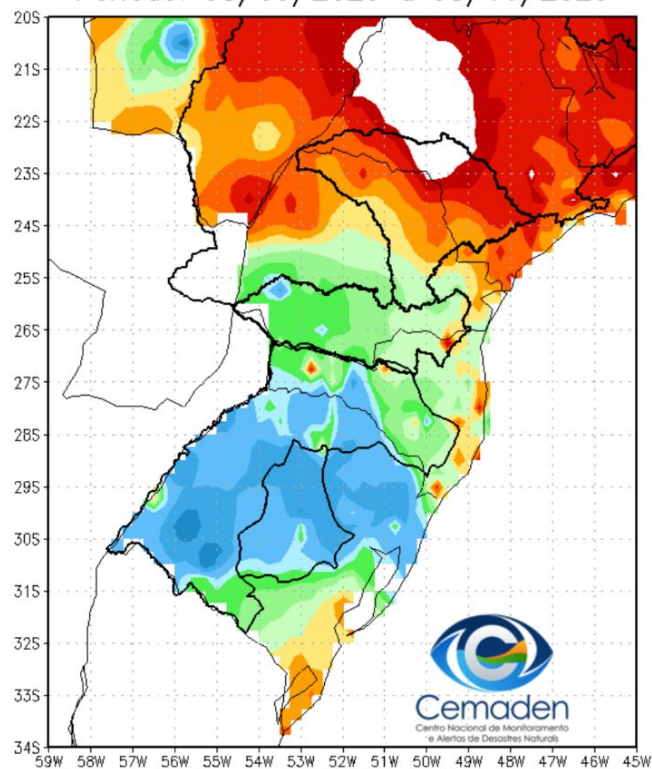 20S
21S
22S
23S
24S
25S
26S
27S
28S
29S
30S
31S
32S
33S
34S
59W 58W 57W 56W 55W 54W 53W 52W 51W 50W 49W 48W 47W 46W 45W
Cemaden
Centro Nacional de Monitoramento
e Alertas de Desastres Naturais